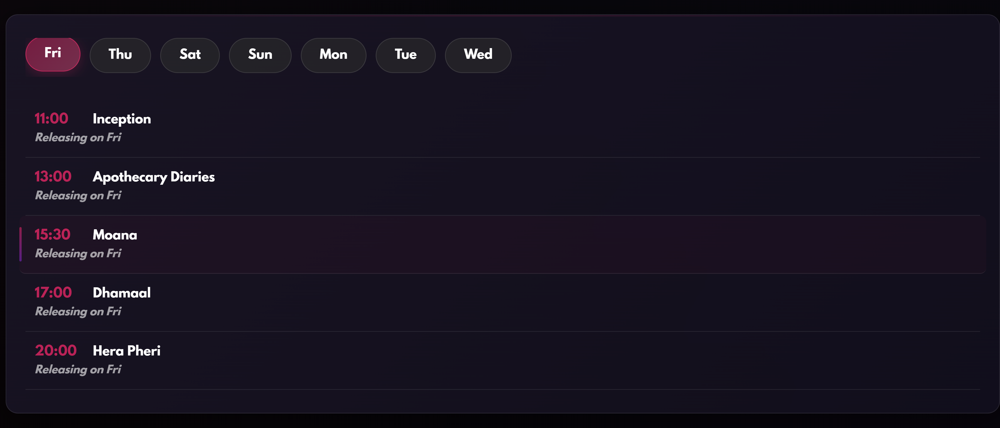 Fri Thu Sat Sun Mon Tue Wed
11:00 Inception
Releasing on Fri
13:00 Apothecary Diaries
Releasing on Fri
15:30 Moana
Releasing on Fri
17:00 Dhamaal
Releasing on Fri
20:00 Hera Pheri
Releasing on Fri